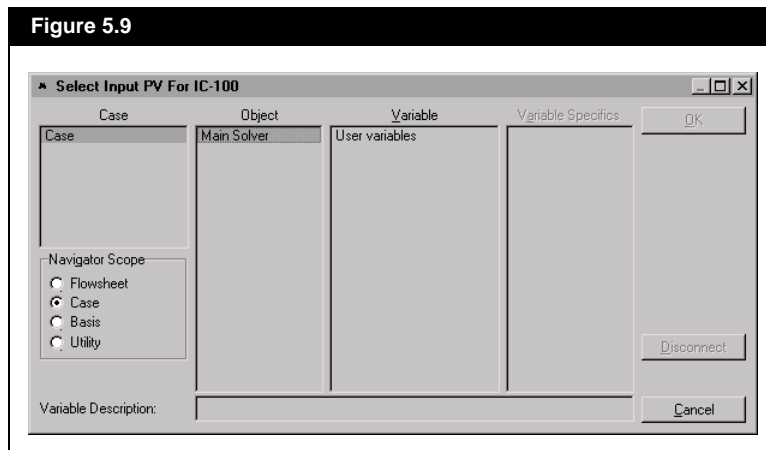 Figure 5.9
Select Input PV For IC-100
Case Object Variable Variable Specifics OK
Case Main Solver User variables
Navigator Scope
Flowsheet
Case
Basis
Utility
Disconnect
Variable Description: Cancel